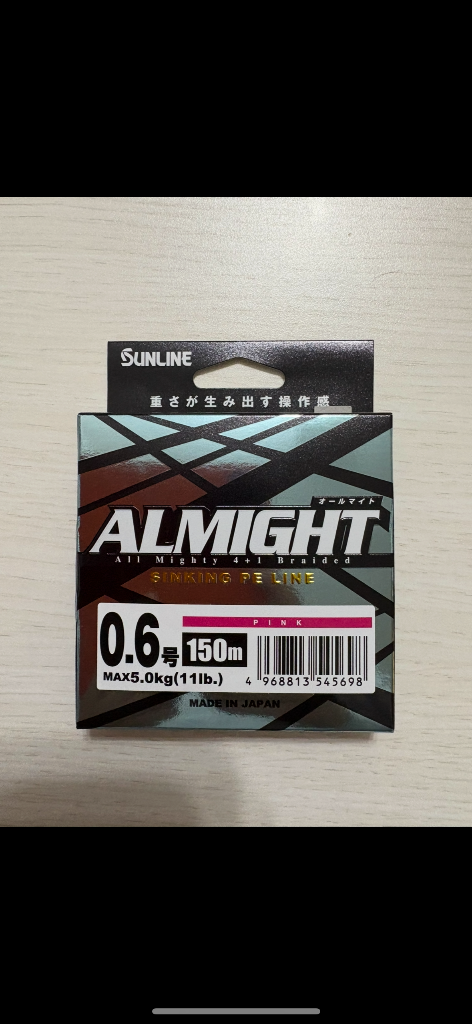 SUNLINE
重さが生み出す操作感
オールマイト
ALMIGHT
All Mighty 4+1 Braided
SINKING PE LINE
PINK
0.6号 150m
MAX5.0kg(11lb.)
4 968813 545698
MADE IN JAPAN